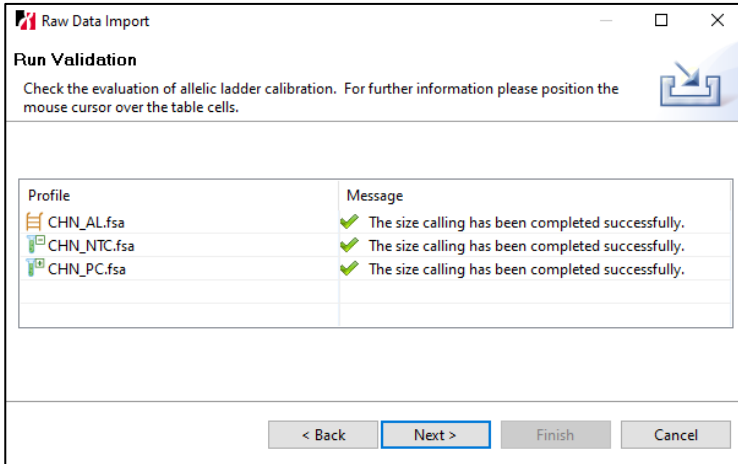 Raw Data Import
Run Validation
Check the evaluation of allelic ladder calibration.  For further information please position the
mouse cursor over the table cells.
Profile Message
CHN_AL.fsa The size calling has been completed successfully.
CHN_NTC.fsa The size calling has been completed successfully.
CHN_PC.fsa The size calling has been completed successfully.
< Back Next > Finish Cancel